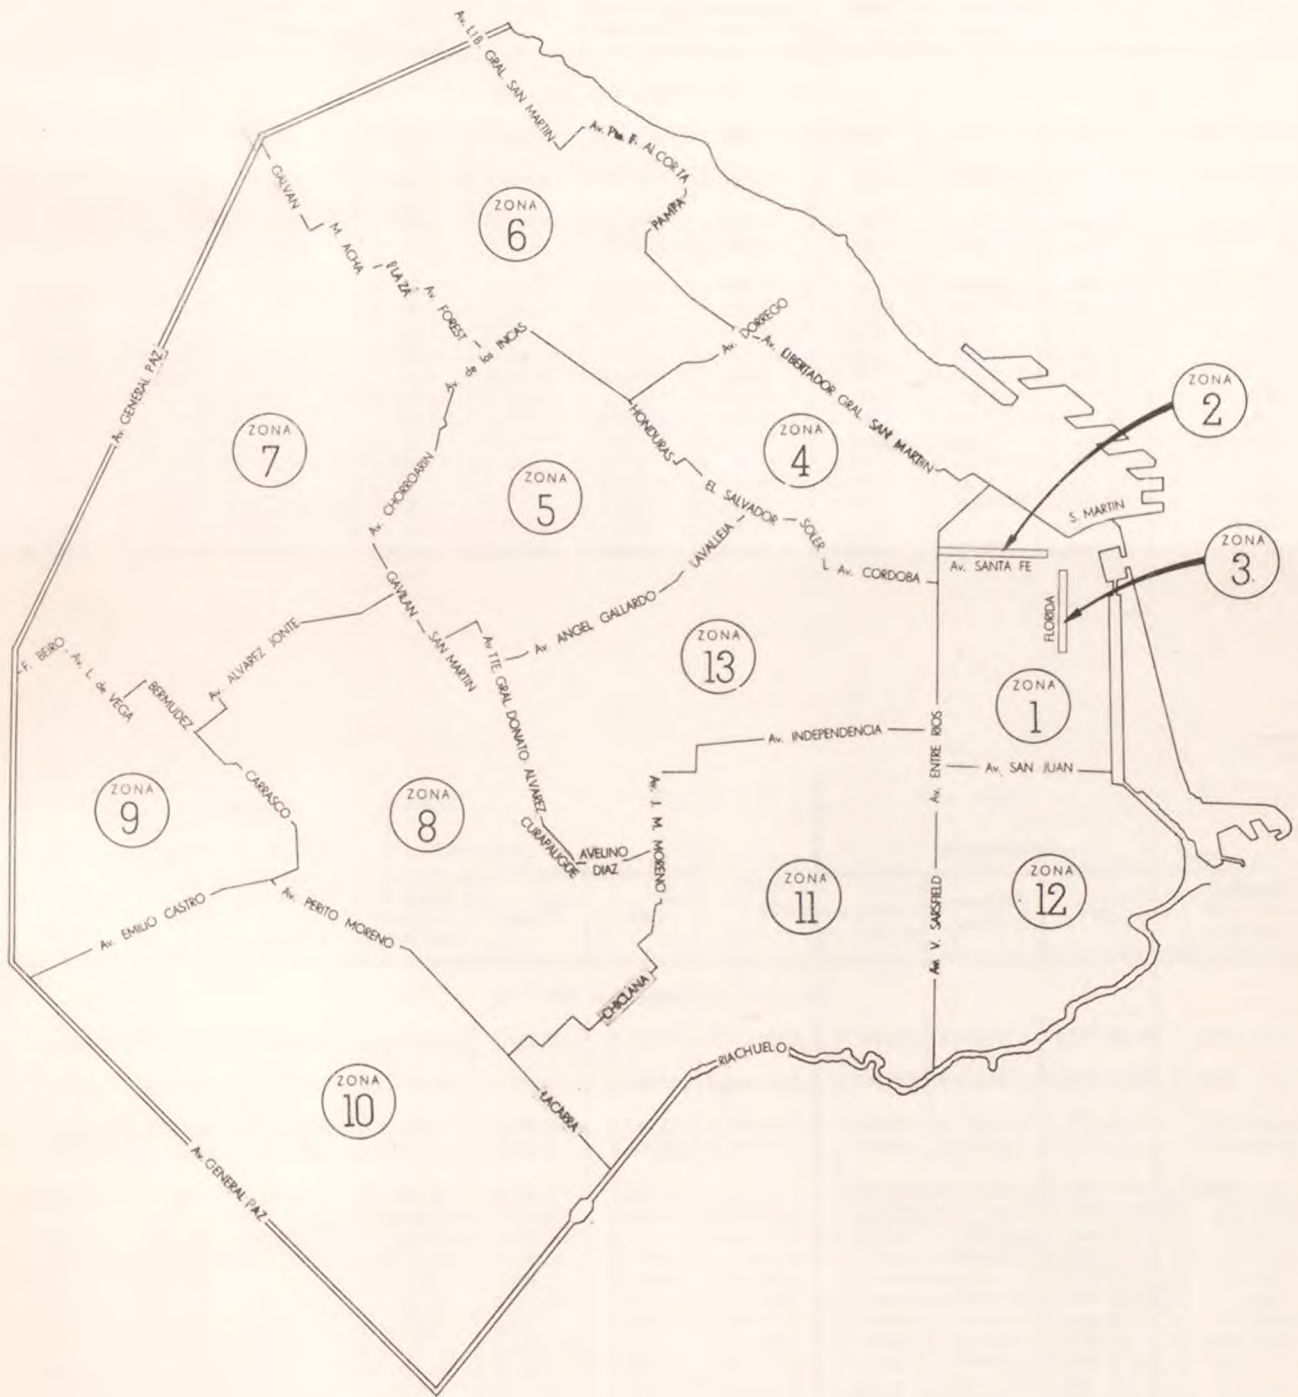 Av. LIB. GRAL. SAN MARTIN
Av. Pte. F. ALCORTA
PAMPA
GALVAN
M. ACHA
PLAZA
Av. FOREST
Av. de los INCAS
ZONA
6
Av. DORREGO
Av. LIBERTADOR GRAL. SAN MARTIN
Av. GENERAL PAZ
ZONA
7
Av. CHORROARIN
ZONA
5
HONDURAS
ZONA
4
EL SALVADOR
SOLER
Av. CORDOBA
ZONA
2
S. MARTIN
Av. SANTA FE
ZONA
3
FLORIDA
LAVALLEJA
Av. ANGEL GALLARDO
GAVILAN
SAN MARTIN
Av. TTE. GRAL. DONATO ALVAREZ
ZONA
13
ZONA
1
F. BEIRO
Av. L. de VEGA
BERMUDEZ
ALVAREZ JONTE
CARRASCO
ZONA
9
ZONA
8
CURAPALIGÜE
AVELINO
DIAZ
Av. J. M. MORENO
Av. INDEPENDENCIA
Av. ENTRE RIOS
Av. SAN JUAN
ZONA
11
ZONA
12
Av. V. SARSFIELD
Av. EMILIO CASTRO
Av. PERITO MORENO
CHICLANA
RIACHUELO
ZONA
10
LACARRA
Av. GENERAL PAZ